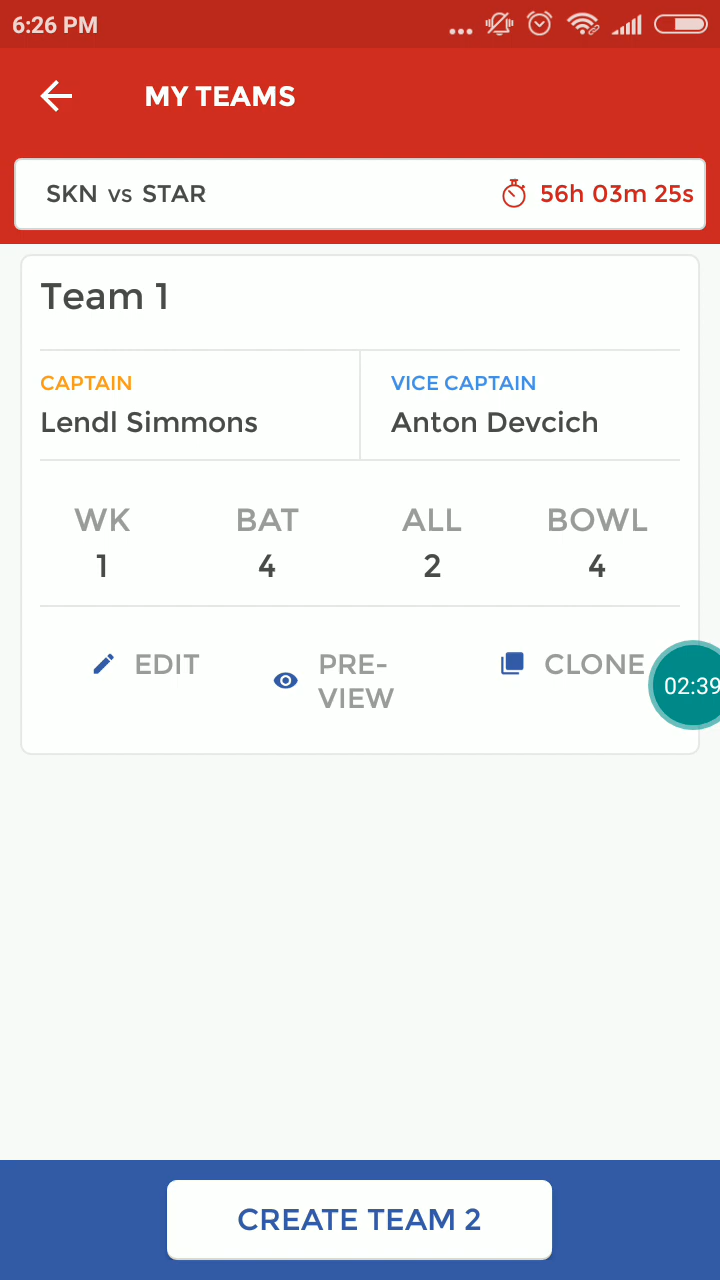 6:26 PM
MY TEAMS
SKN vs STAR 56h 03m 25s
Team 1
CAPTAIN VICE CAPTAIN
Lendl Simmons Anton Devcich
WK BAT ALL BOWL
1 4 2 4
EDIT PRE- CLONE
VIEW
02:39
CREATE TEAM 2